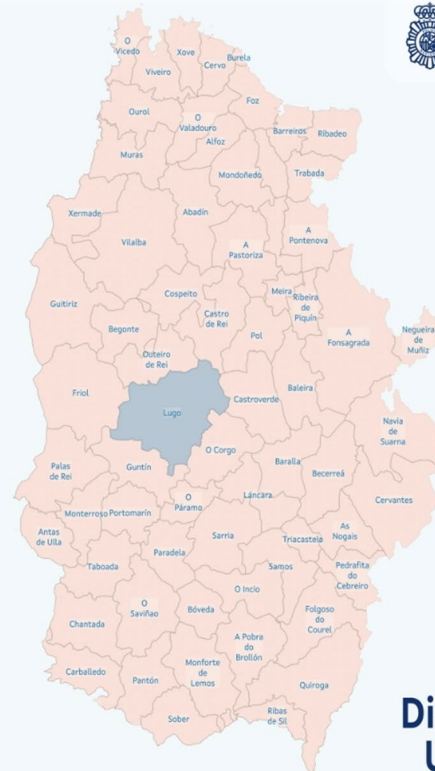 O
Vicedo
Xove
Burela
Viveiro
Cervo
Foz
Ourol
O
Valadouro
Alfoz
Barreiros
Ribadeo
Muras
Mondoñedo
Trabada
Xermade
Abadín
Vilalba
A
Pastoriza
A
Pontenova
Guitiriz
Cospeito
Meira
Ribeira
de
Piquín
Begonte
Castro
de Rei
Pol
A
Fonsagrada
Negueira
de
Muñiz
Outeiro
de Rei
Friol
Lugo
Castroverde
Baleira
Navia
de
Suarna
O Corgo
Palas
de Rei
Guntín
Baralla
Becerreá
Láncara
Cervantes
O
Páramo
Monterroso
Portomarín
Antas
de Ulla
Sarria
Triacastela
As
Nogais
Paradela
Taboada
Samos
Pedrafita
do
Cebreiro
O Incio
O
Saviñao
Bóveda
Folgoso
do
Courel
Chantada
A Pobra
do
Brollón
Carballedo
Pantón
Monforte
de
Lemos
Quiroga
Sober
Ribas
de Sil
Di